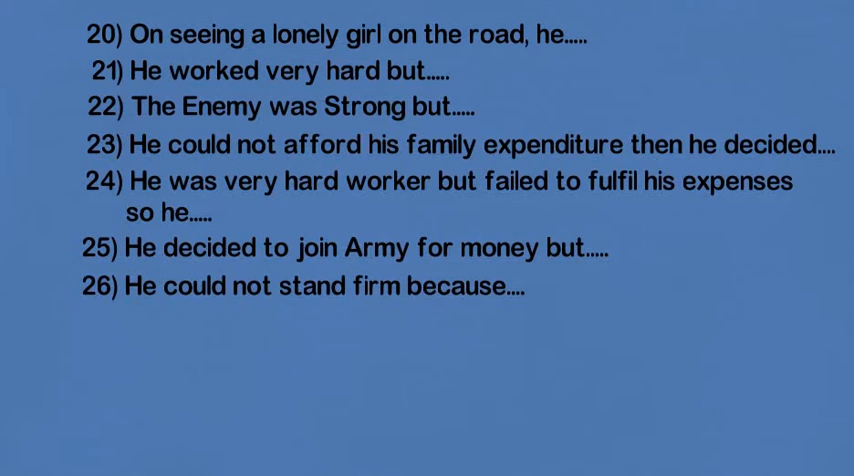 20) On seeing a lonely girl on the road, he.....
21) He worked very hard but.....
22) The Enemy was Strong but.....
23) He could not afford his family expenditure then he decided....
24) He was very hard worker but failed to fulfil his expenses
so he.....
25) He decided to join Army for money but.....
26) He could not stand firm because....